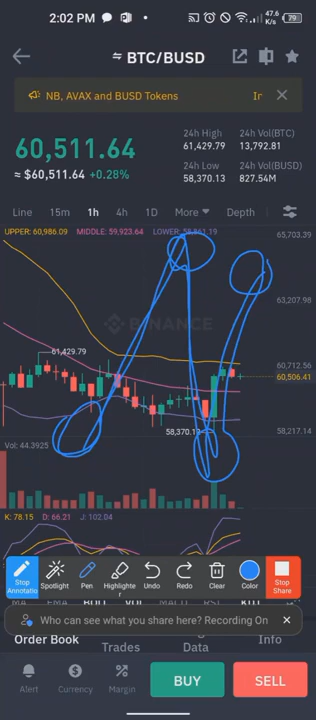 2:02 PM
47.6
K/s
79
BTC/BUSD
NB, AVAX and BUSD Tokens
60,511.64
≈ $60,511.64 +0.28%
24h High
61,429.79
24h Vol(BTC)
13,792.81
24h Low
58,370.13
24h Vol(BUSD)
827.54M
Line 15m 1h 4h 1D More Depth
UPPER: 60,986.09 MIDDLE: 59,923.64 LOWER:
65,703.39
63,207.98
BINANCE
61,429.79
60,712.56
60,506.41
58,370.13
58,217.14
Vol: 44.3925
K: 78.15 D: 66.21 J: 102.04
Stop
Annotatio
Spotlight
Pen
Highlighte
r
Undo
Redo
Clear
Color
Stop
Share
Who can see what you share here? Recording On
Order Book
Trades
Data
Info
Alert
Currency
Margin
BUY
SELL